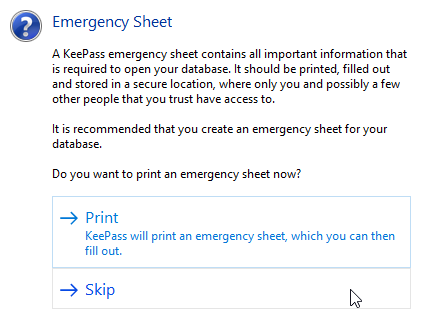 Emergency Sheet
A KeePass emergency sheet contains all important information that
is required to open your database. It should be printed, filled out
and stored in a secure location, where only you and possibly a few
other people that you trust have access to.
It is recommended that you create an emergency sheet for your
database.
Do you want to print an emergency sheet now?
Print
KeePass will print an emergency sheet, which you can then
fill out.
Skip